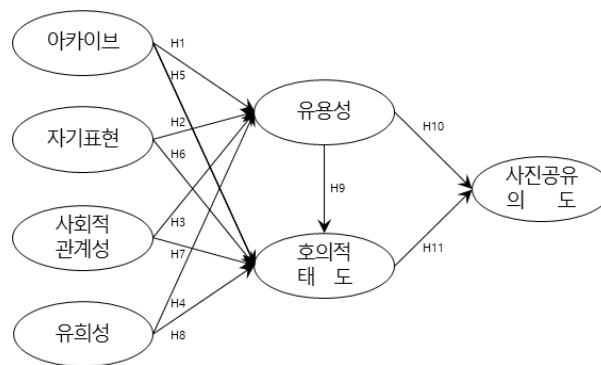 아카이브
H1
H5
자기표현
H2
H6
사회적
관계성
H3
H7
유희성
H4
H8
유용성
H9
호의적
태 도
H10
H11
사진공유
의 도